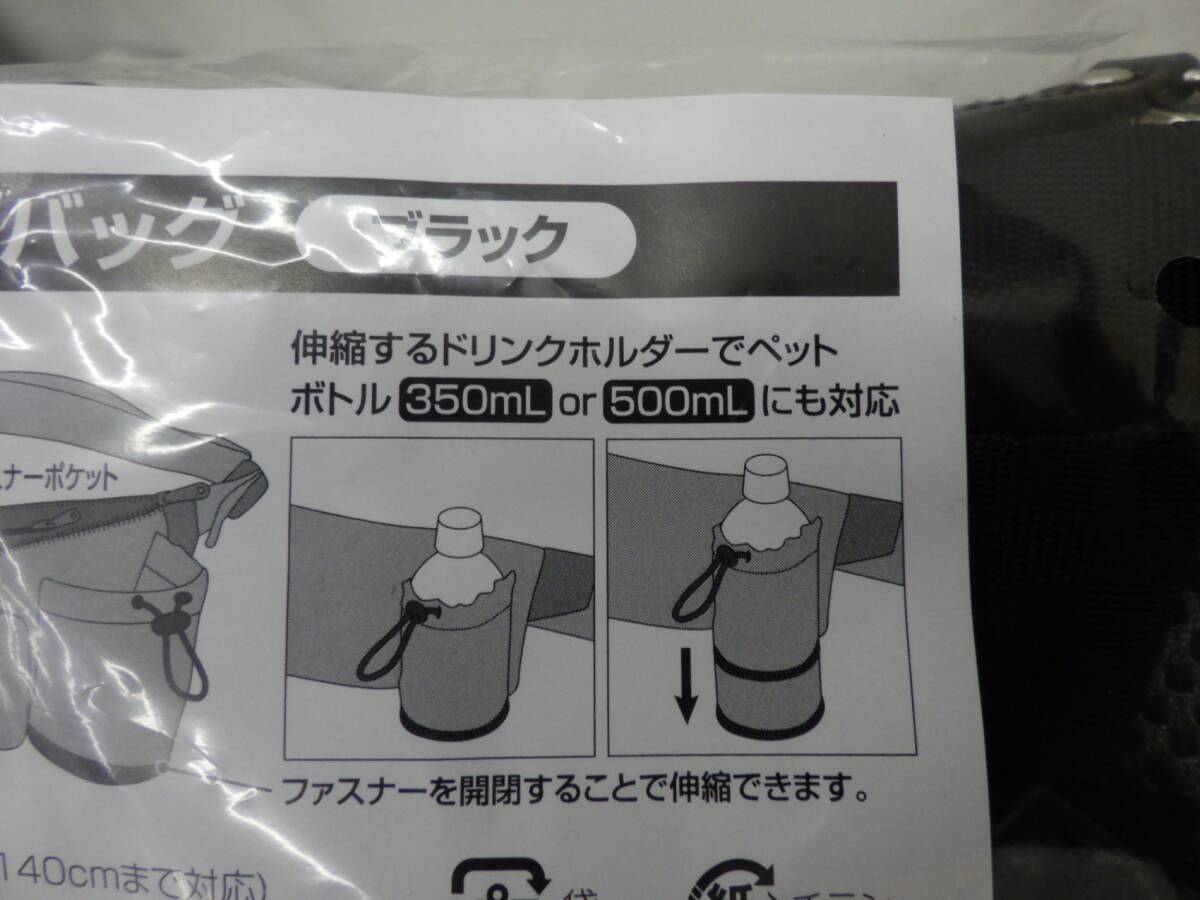 バッグ ブラック
伸縮するドリンクホルダーでペット
ボトル 350mL or 500mL にも対応
スナーポケット
ファスナーを開閉することで伸縮できます。
140cmまで対応)
紙